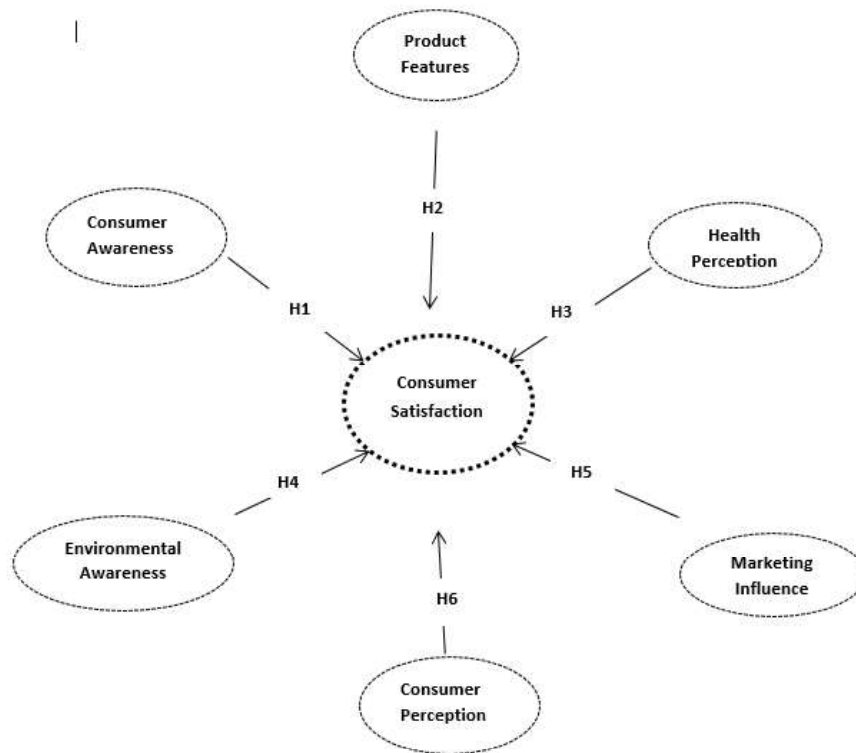 Product
Features
Consumer
Awareness
H2
Health
Perception
H1
H3
Consumer
Satisfaction
H4
H5
Environmental
Awareness
Marketing
Influence
H6
Consumer
Perception